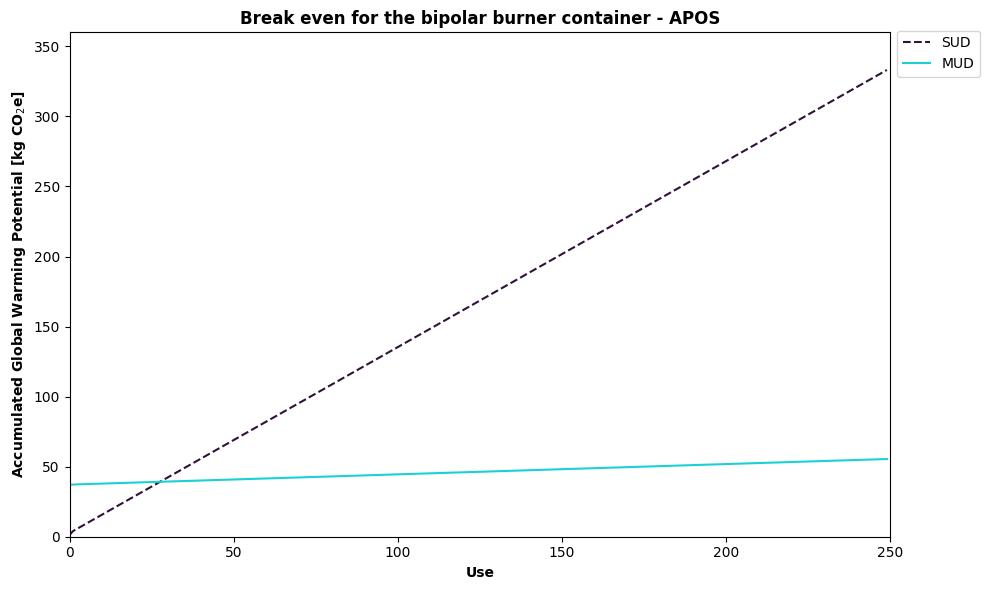 Break even for the bipolar burner container - APOS
SUD
MUD
Accumulated Global Warming Potential [kg CO₂e]
350
300
250
200
150
100
50
0
0 50 100 150 200 250
Use